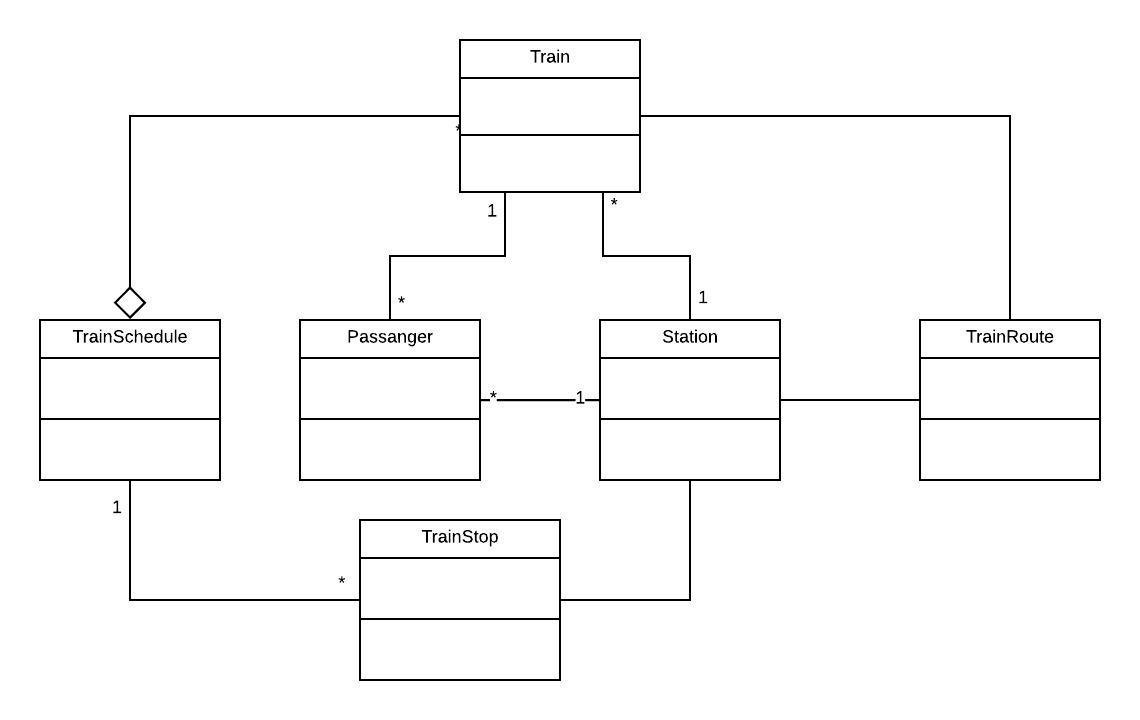 Train
*
1
*
*
1
TrainSchedule
Passanger
Station
TrainRoute
*
1
1
TrainStop
*